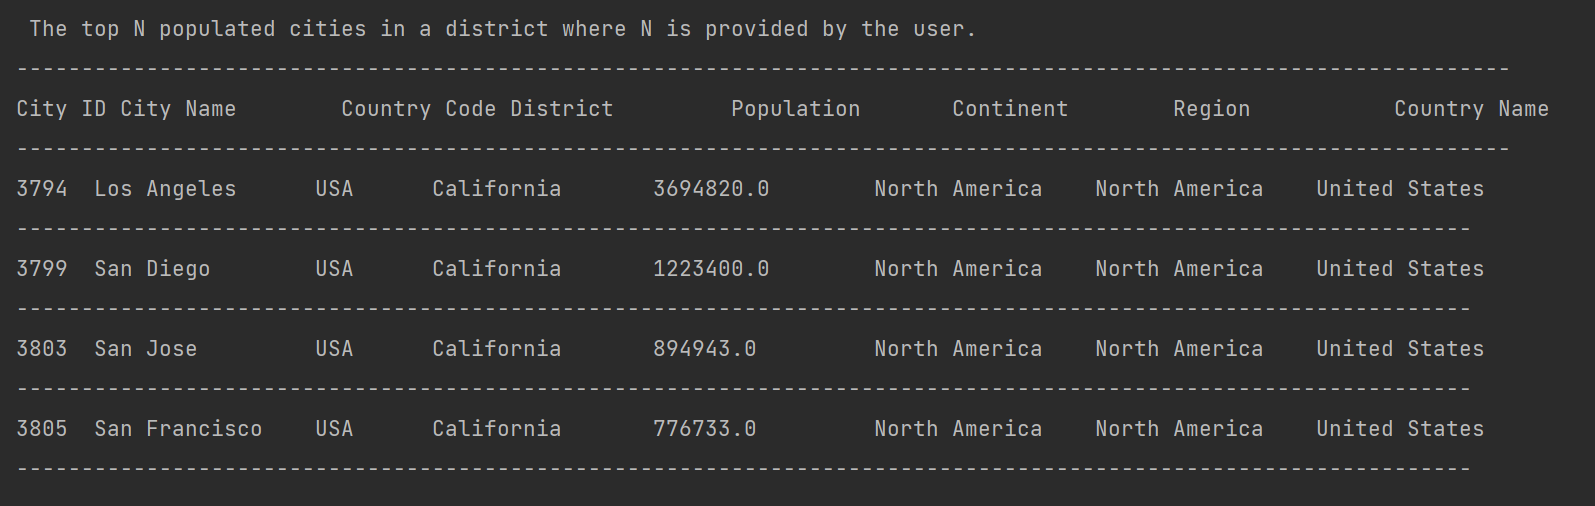 The top N populated cities in a district where N is provided by the user.
-------------------------------------------------------------------------------------------------------------------
City ID City Name        Country Code District         Population       Continent        Region           Country Name
-------------------------------------------------------------------------------------------------------------------
3794  Los Angeles      USA      California       3694820.0        North America    North America    United States
----------------------------------------------------------------------------------------------------------------
3799  San Diego        USA      California       1223400.0        North America    North America    United States
----------------------------------------------------------------------------------------------------------------
3803  San Jose         USA      California       894943.0         North America    North America    United States
----------------------------------------------------------------------------------------------------------------
3805  San Francisco    USA      California       776733.0         North America    North America    United States
----------------------------------------------------------------------------------------------------------------